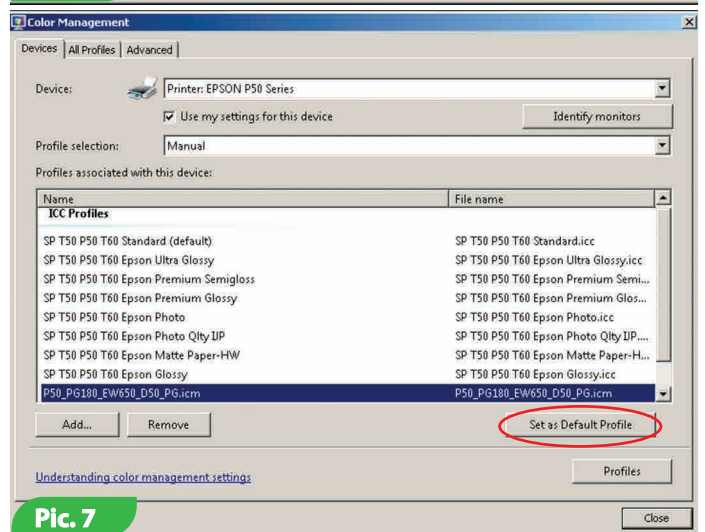 Color Management
Devices All Profiles Advanced
Device: Printer: EPSON P50 Series
Use my settings for this device Identify monitors
Profile selection: Manual
Profiles associated with this device:
Name File name
ICC Profiles
SP T50 P50 T60 Standard (default) SP T50 P50 T60 Standard.icc
SP T50 P50 T60 Epson Ultra Glossy SP T50 P50 T60 Epson Ultra Glossy.icc
SP T50 P50 T60 Epson Premium Semigloss SP T50 P50 T60 Epson Premium Semi...
SP T50 P50 T60 Epson Premium Glossy SP T50 P50 T60 Epson Premium Glos...
SP T50 P50 T60 Epson Photo SP T50 P50 T60 Epson Photo.icc
SP T50 P50 T60 Epson Photo Qlty IJP SP T50 P50 T60 Epson Photo Qlty IJP....
SP T50 P50 T60 Epson Matte Paper-HW SP T50 P50 T60 Epson Matte Paper-H...
SP T50 P50 T60 Epson Glossy SP T50 P50 T60 Epson Glossy.icc
P50_PG180_EW650_D50_PG.icm P50_PG180_EW650_D50_PG.icm
Add... Remove Set as Default Profile
Understanding color management settings Profiles
Pic. 7 Close